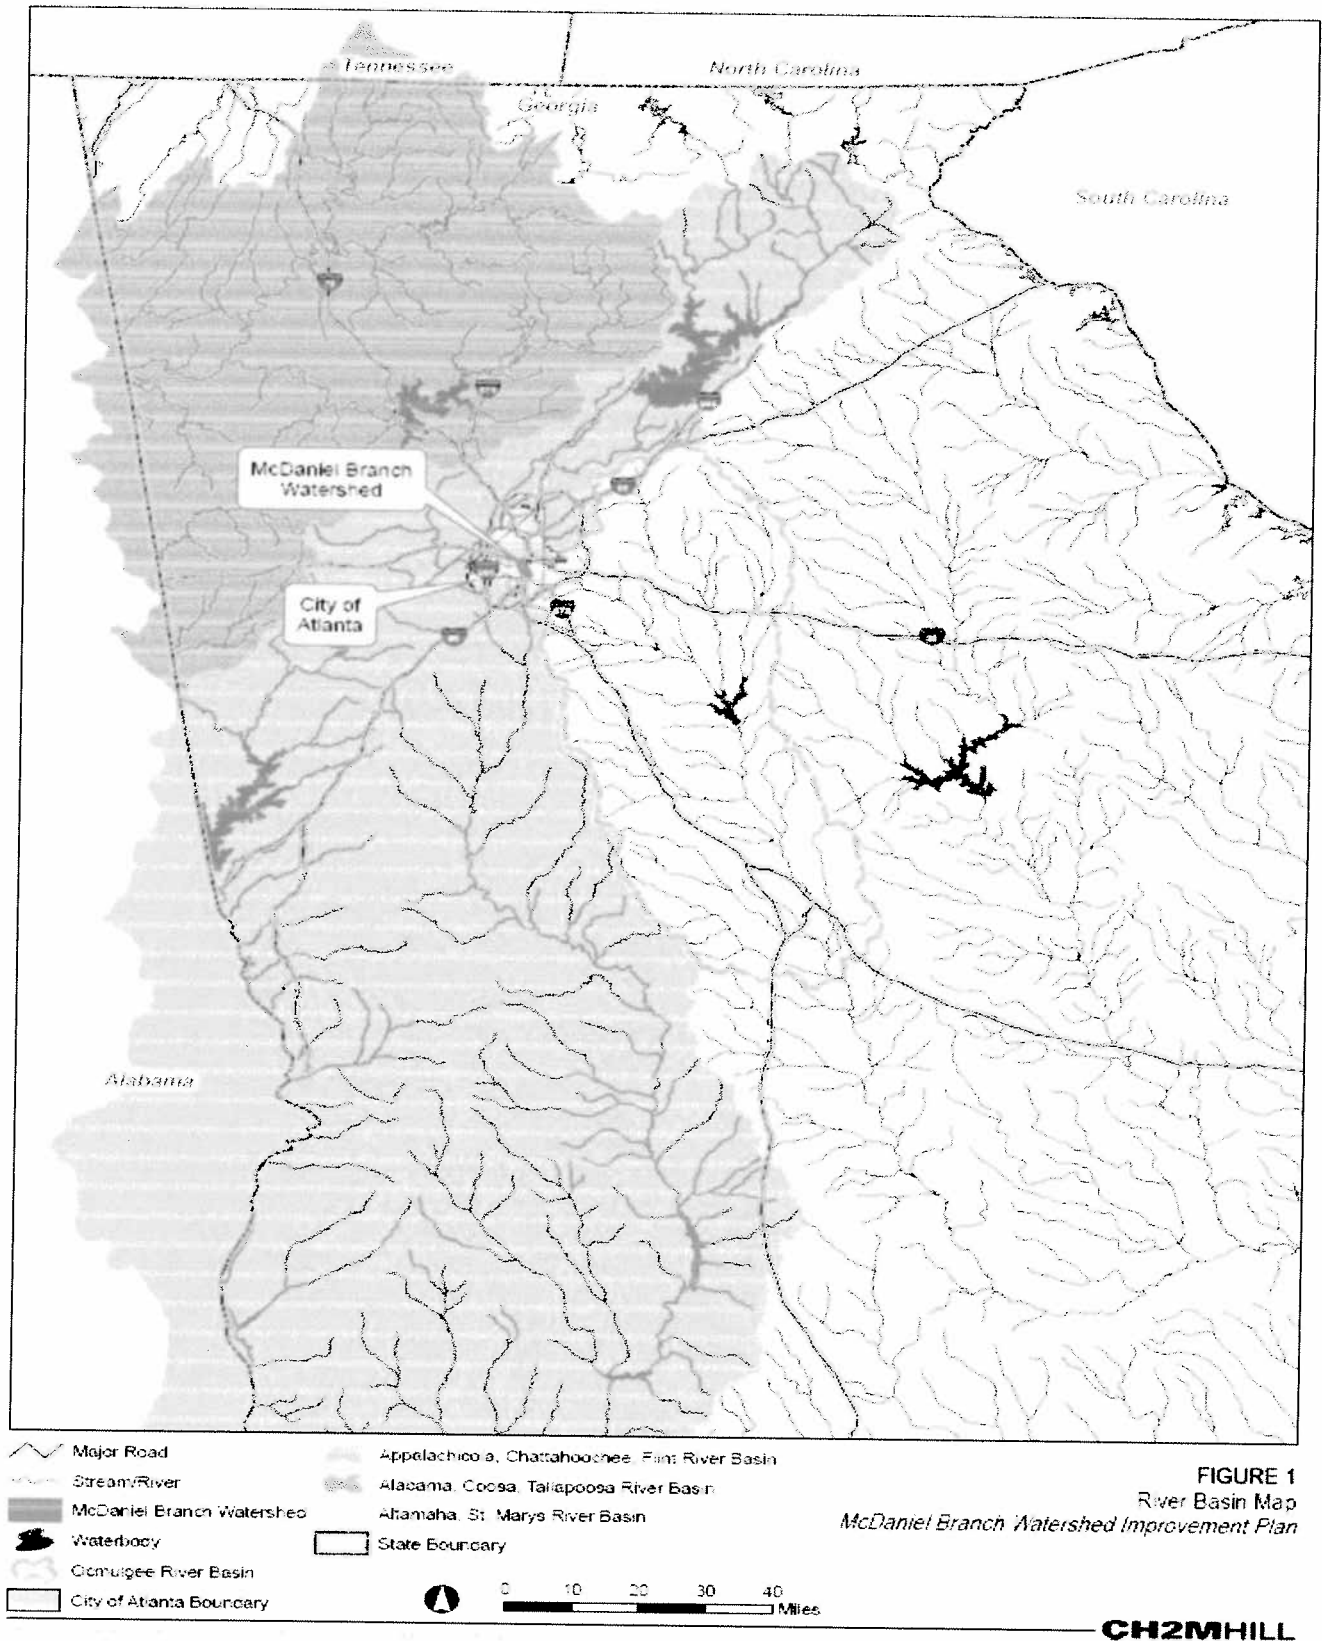 Tennessee
North Carolina
Georgia
South Carolina
McDaniel Branch
Watershed
City of
Atlanta
Alabama
Major Road
Stream/River
McDaniel Branch Watershed
Waterbody
Ocmulgee River Basin
City of Atlanta Boundary
Appalachicola, Chattahoochee, Flint River Basin
Alabama, Coosa, Tallapoosa River Basin
Altamaha, St. Marys River Basin
State Boundary
0 10 20 30 40
Miles
FIGURE 1
River Basin Map
McDaniel Branch Watershed Improvement Plan
CH2MHILL